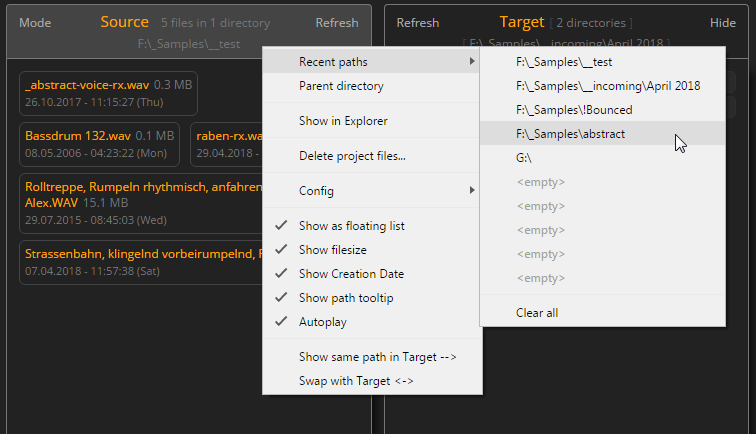 Mode Source 5 files in 1 directory Refresh
F:\_Samples\__test
_abstract-voice-rx.wav 0.3 MB
26.10.2017 - 11:15:27 (Thu)
Bassdrum 132.wav 0.1 MB
08.05.2006 - 04:23:22 (Mon)
raben-rx.wa
29.04.2018 -
Rolltreppe, Rumpeln rhythmisch, anfahren
Alex.WAV 15.1 MB
29.07.2015 - 08:45:03 (Wed)
Strassenbahn, klingelnd vorbeirumpelnd, F
07.04.2018 - 11:57:38 (Sat)
Refresh Target [ 2 directories ] Hide
[ F:\_Samples\__incoming\April 2018 ]
Recent paths
Parent directory
Show in Explorer
Delete project files...
Config
Show as floating list
Show filesize
Show Creation Date
Show path tooltip
Autoplay
Show same path in Target -->
Swap with Target <->
F:\_Samples\__test
F:\_Samples\__incoming\April 2018
F:\_Samples\!Bounced
F:\_Samples\abstract
G:\
<empty>
<empty>
<empty>
<empty>
<empty>
Clear all